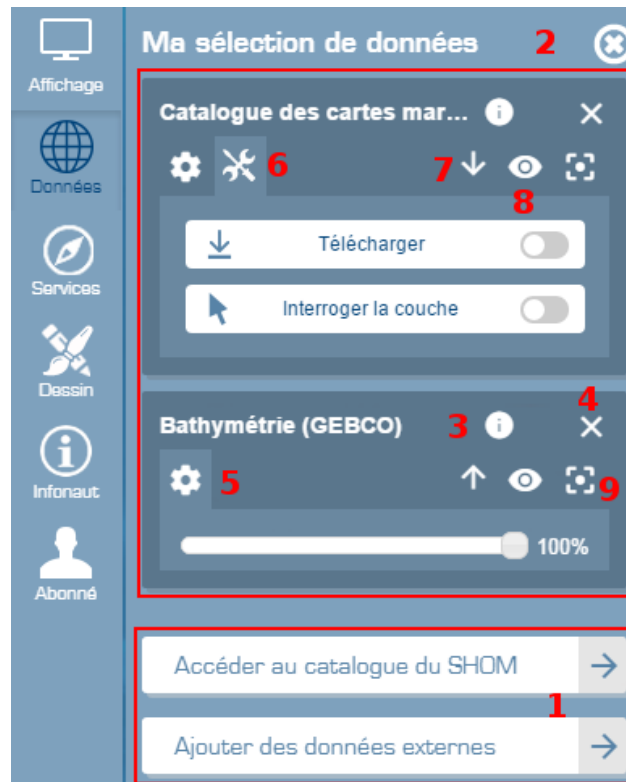 Affichage
Données
Services
Dessin
Infonaut
Abonné
Ma sélection de données 2
Catalogue des cartes mar...
6 7
8
Télécharger
Interroger la couche
4
Bathymétrie (GEBCO) 3
5 9
100%
Accéder au catalogue du SHOM
1
Ajouter des données externes